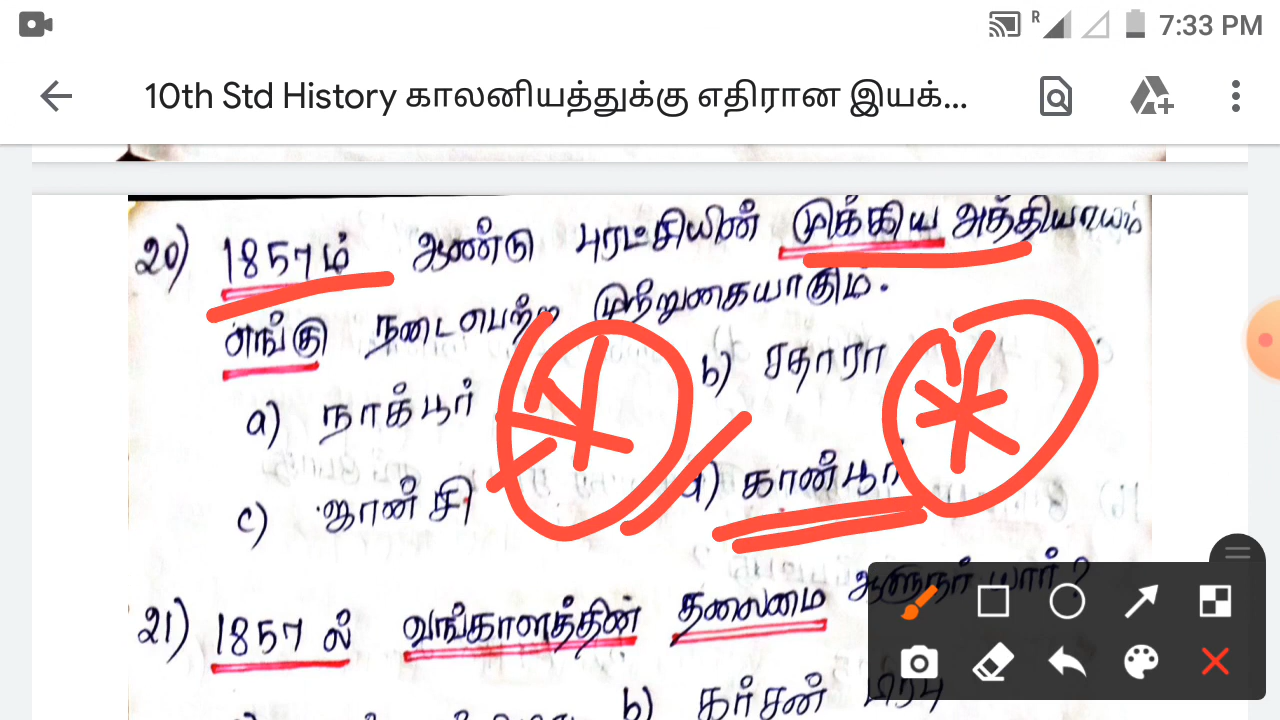 R 7:33 PM
10th Std History காலனியத்துக்கு எதிரான இயக்...
20) 1857ம் ஆண்டு புரட்சியின் முக்கிய அத்தியாயம்
எங்கு நடைபெற்ற முற்றுகையாகும்.
a) நாக்பூர் b) சதாரா
c) ஜான்சி d) கான்பூர்
21) 1857 ல் வங்காளத்தின் தலைமை ஆளுநர் யார்?
b) கர்சன் பிரபு